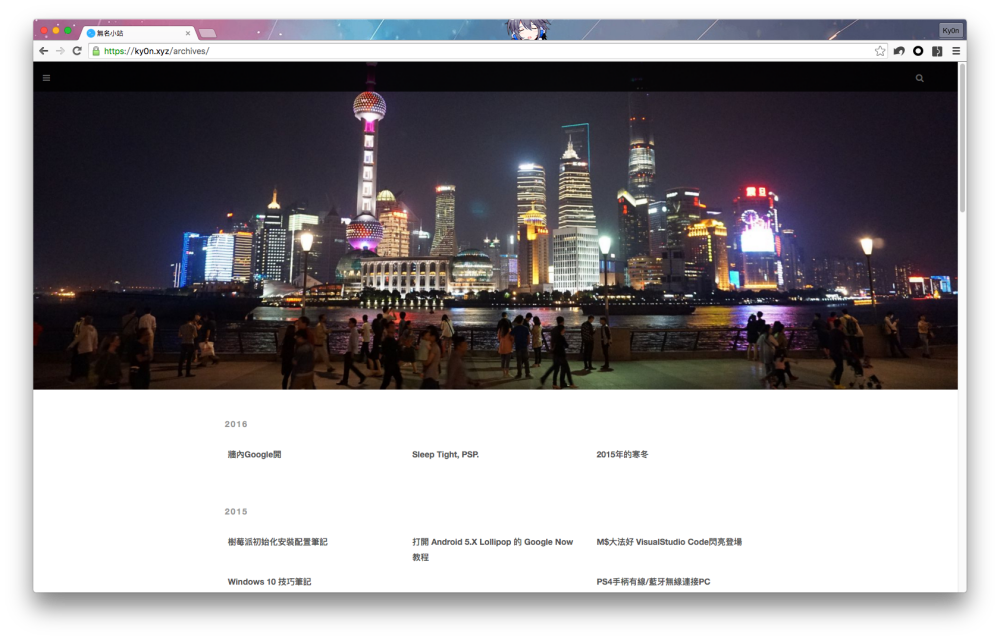 無名小站
Ky0n
https://ky0n.xyz/archives/
震旦
2016
牆內Google開
Sleep Tight, PSP.
2015年的寒冬
2015
樹莓派初始化安裝配置筆記
打開 Android 5.X Lollipop 的 Google Now
教程
M$大法好 VisualStudio Code閃亮登場
Windows 10 技巧筆記
PS4手柄有線/藍牙無線連接PC